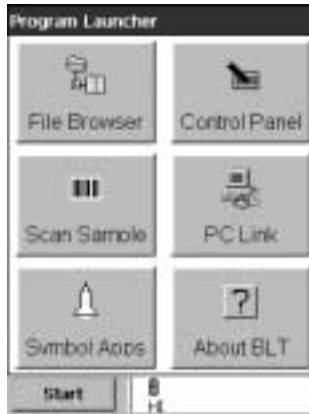 Program Launcher
File Browser
Control Panel
Scan Sample
PC Link
Symbol Apps
?
About BLT
Start